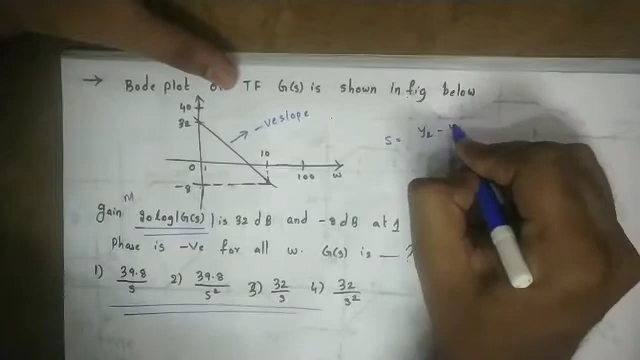 → Bode plot of TF G(s) is shown in fig below
40
32
-ve slope
S = y2 -
0 1 10 100 ω
-8
gain M 20log|G(s)| is 32 dB and -8 dB at 1
phase is -Ve for all ω. G(s) is — ?
1) 39.8/s 2) 39.8/s² 3) 32/s 4) 32/s²